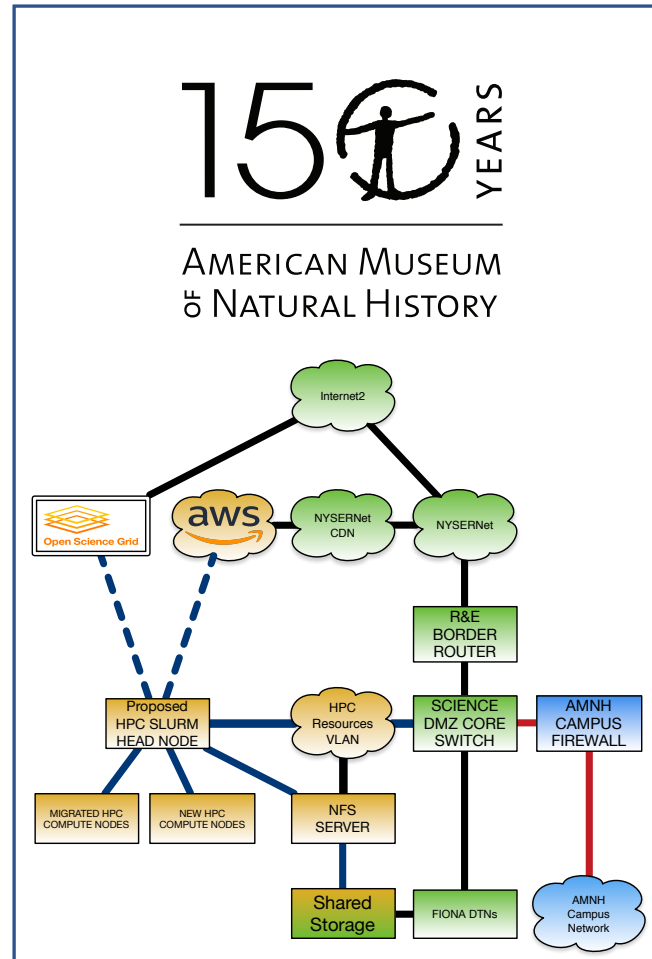 150
YEARS
AMERICAN MUSEUM
OF NATURAL HISTORY
Internet2
Open Science Grid
aws
NYSERNet
CDN
NYSERNet
R&E
BORDER
ROUTER
Proposed
HPC SLURM
HEAD NODE
HPC
Resources
VLAN
SCIENCE
DMZ CORE
SWITCH
AMNH
CAMPUS
FIREWALL
MIGRATED HPC
COMPUTE NODES
NEW HPC
COMPUTE NODES
NFS
SERVER
Shared
Storage
FIONA DTNs
AMNH
Campus
Network